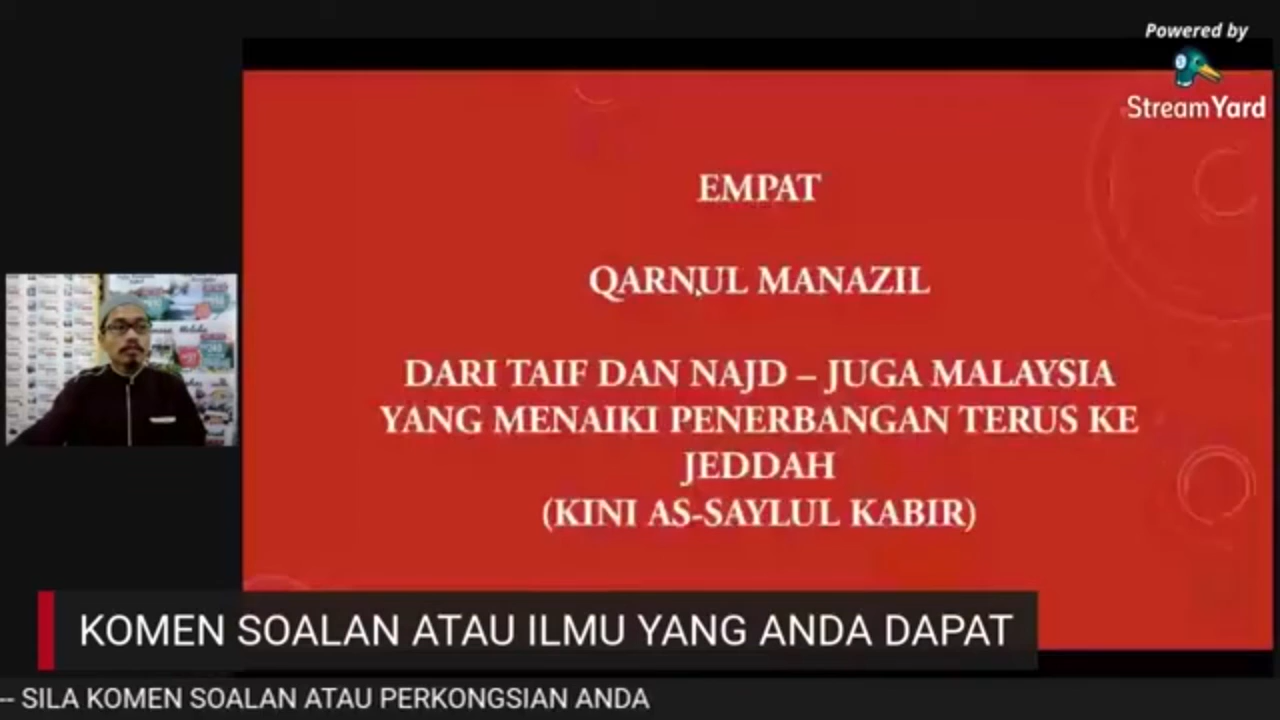 Powered by
StreamYard
EMPAT
QARNUL MANAZIL
DARI TAIF DAN NAJD – JUGA MALAYSIA
YANG MENAIKI PENERBANGAN TERUS KE
JEDDAH
(KINI AS-SAYLUL KABIR)
KOMEN SOALAN ATAU ILMU YANG ANDA DAPAT
-- SILA KOMEN SOALAN ATAU PERKONGSIAN ANDA